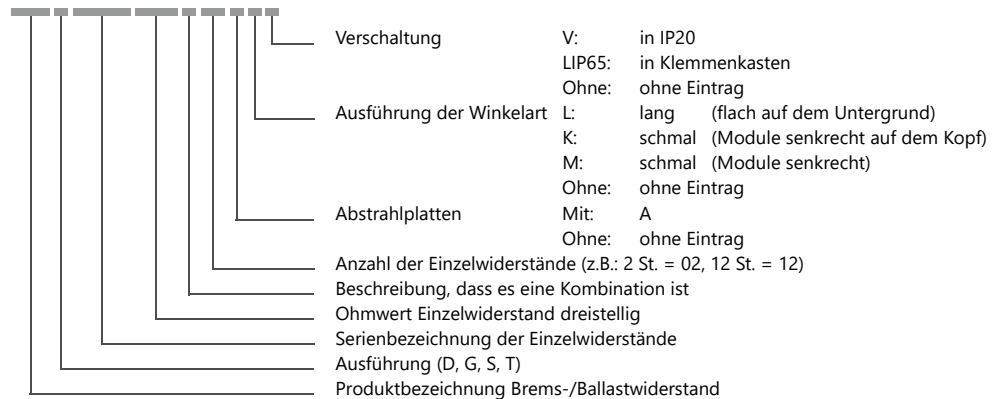 Verschaltung V: in IP20
LIP65: in Klemmenkasten
Ohne: ohne Eintrag
Ausführung der Winkelart L: lang (flach auf dem Untergrund)
K: schmal (Module senkrecht auf dem Kopf)
M: schmal (Module senkrecht)
Ohne: ohne Eintrag
Abstrahlplatten Mit: A
Ohne: ohne Eintrag
Anzahl der Einzelwiderstände (z.B.: 2 St. = 02, 12 St. = 12)
Beschreibung, dass es eine Kombination ist
Ohmwert Einzelwiderstand dreistellig
Serienbezeichnung der Einzelwiderstände
Ausführung (D, G, S, T)
Produktbezeichnung Brems-/Ballastwiderstand